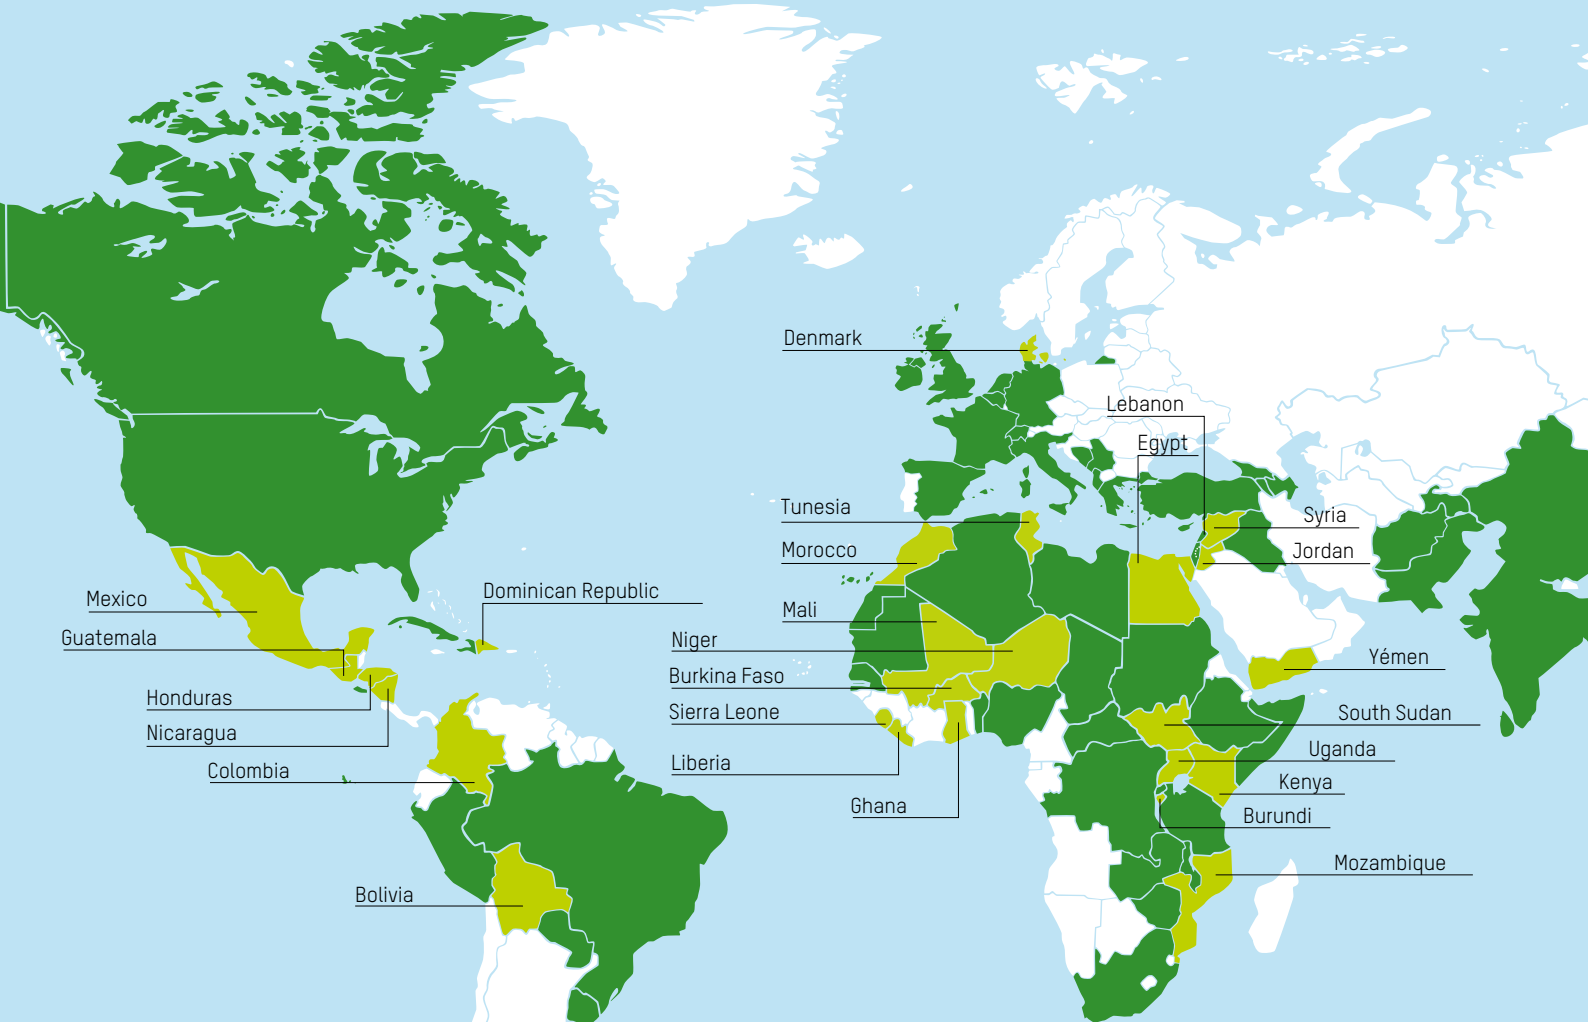 Denmark
Lebanon
Egypt
Tunesia
Syria
Morocco
Jordan
Dominican Republic
Mexico
Mali
Guatemala
Niger
Yémen
Burkina Faso
Honduras
Sierra Leone
South Sudan
Nicaragua
Uganda
Liberia
Colombia
Kenya
Ghana
Burundi
Mozambique
Bolivia